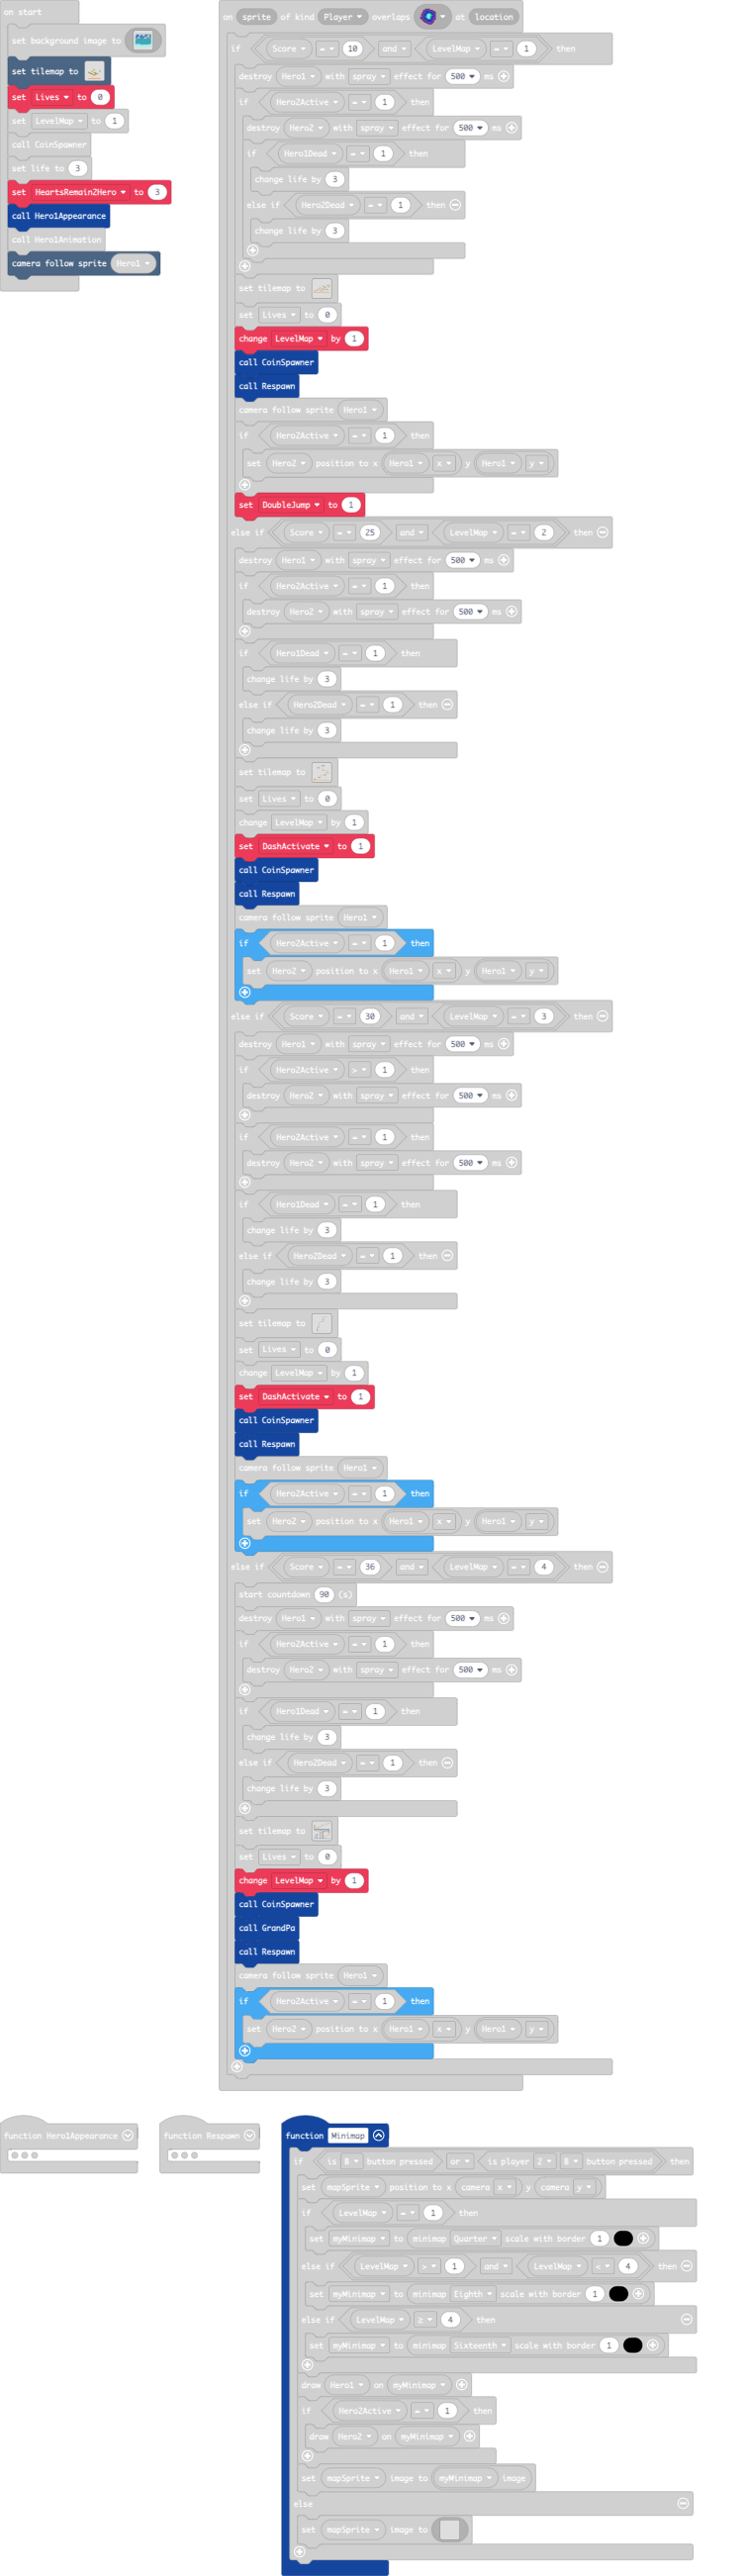 on start
set background image to
set tilemap to
set Lives to 0
set LevelMap to 1
call CoinSpawner
set life to 3
set HeartsRemain2Hero to 3
call Hero1Appearance
call Hero1Animation
camera follow sprite Hero1
on sprite of kind Player overlaps at location
if Score = 10 and LevelMap = 1 then
destroy Hero1 with spray effect for 500 ms
if Hero2Active = 1 then
destroy Hero2 with spray effect for 500 ms
if Hero1Dead = 1 then
change life by 3
else if Hero2Dead = 1 then
change life by 3
set tilemap to
set Lives to 0
change LevelMap by 1
call CoinSpawner
call Respawn
camera follow sprite Hero1
if Hero2Active = 1 then
set Hero2 position to x Hero1 x y Hero1 y
set DoubleJump to 1
else if Score = 25 and LevelMap = 2 then
destroy Hero1 with spray effect for 500 ms
if Hero2Active = 1 then
destroy Hero2 with spray effect for 500 ms
if Hero1Dead = 1 then
change life by 3
else if Hero2Dead = 1 then
change life by 3
set tilemap to
set Lives to 0
change LevelMap by 1
set DashActivate to 1
call CoinSpawner
call Respawn
camera follow sprite Hero1
if Hero2Active = 1 then
set Hero2 position to x Hero1 x y Hero1 y
else if Score = 30 and LevelMap = 3 then
destroy Hero1 with spray effect for 500 ms
if Hero2Active > 1 then
destroy Hero2 with spray effect for 500 ms
if Hero2Active = 1 then
destroy Hero2 with spray effect for 500 ms
if Hero1Dead = 1 then
change life by 3
else if Hero2Dead = 1 then
change life by 3
set tilemap to
set Lives to 0
change LevelMap by 1
set DashActivate to 1
call CoinSpawner
call Respawn
camera follow sprite Hero1
if Hero2Active = 1 then
set Hero2 position to x Hero1 x y Hero1 y
else if Score = 36 and LevelMap = 4 then
start countdown 90 (s)
destroy Hero1 with spray effect for 500 ms
if Hero2Active = 1 then
destroy Hero2 with spray effect for 500 ms
if Hero1Dead = 1 then
change life by 3
else if Hero2Dead = 1 then
change life by 3
set tilemap to
set Lives to 0
change LevelMap by 1
call CoinSpawner
call GrandPa
call Respawn
camera follow sprite Hero1
if Hero2Active = 1 then
set Hero2 position to x Hero1 x y Hero1 y
function Hero1Appearance
function Respawn
function Minimap
if is B button pressed or is player 2 B button pressed then
set mapSprite position to x camera x y camera y
if LevelMap = 1 then
set myMinimap to minimap Quarter scale with border 1
else if LevelMap > 1 and LevelMap < 4 then
set myMinimap to minimap Eighth scale with border 1
else if LevelMap ≥ 4 then
set myMinimap to minimap Sixteenth scale with border 1
draw Hero1 on myMinimap
if Hero2Active = 1 then
draw Hero2 on myMinimap
set mapSprite image to myMinimap image
else
set mapSprite image to